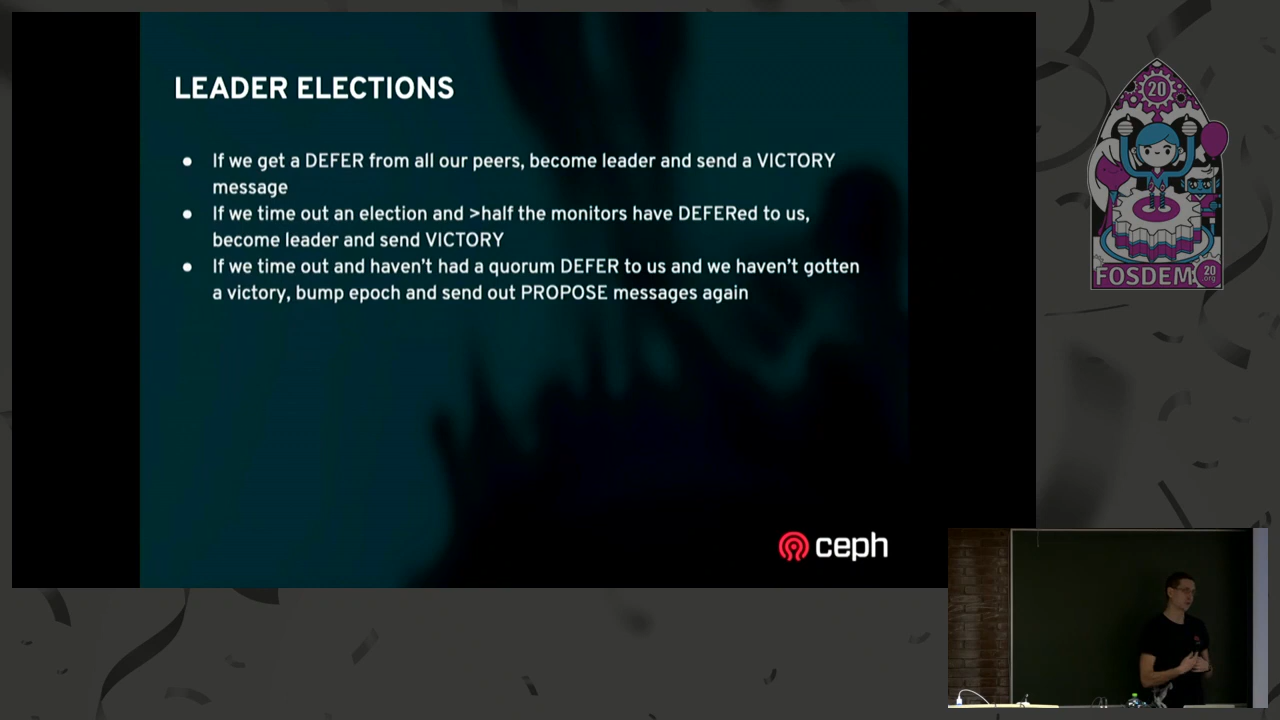 LEADER ELECTIONS
● If we get a DEFER from all our peers, become leader and send a VICTORY
message
● If we time out an election and >half the monitors have DEFERed to us,
become leader and send VICTORY
● If we time out and haven't had a quorum DEFER to us and we haven't gotten
a victory, bump epoch and send out PROPOSE messages again
ceph
20
FOSDEM
20
.org